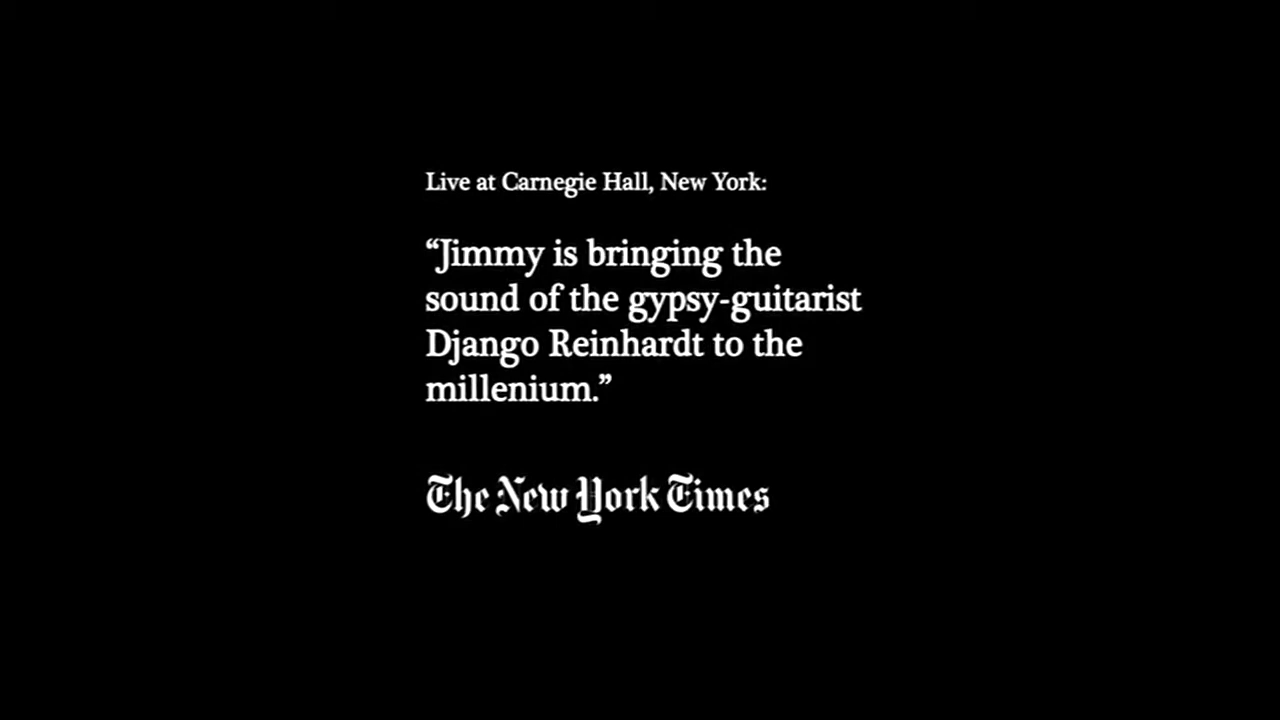 Live at Carnegie Hall, New York:
“Jimmy is bringing the
sound of the gypsy-guitarist
Django Reinhardt to the
millenium.”
The New York Times